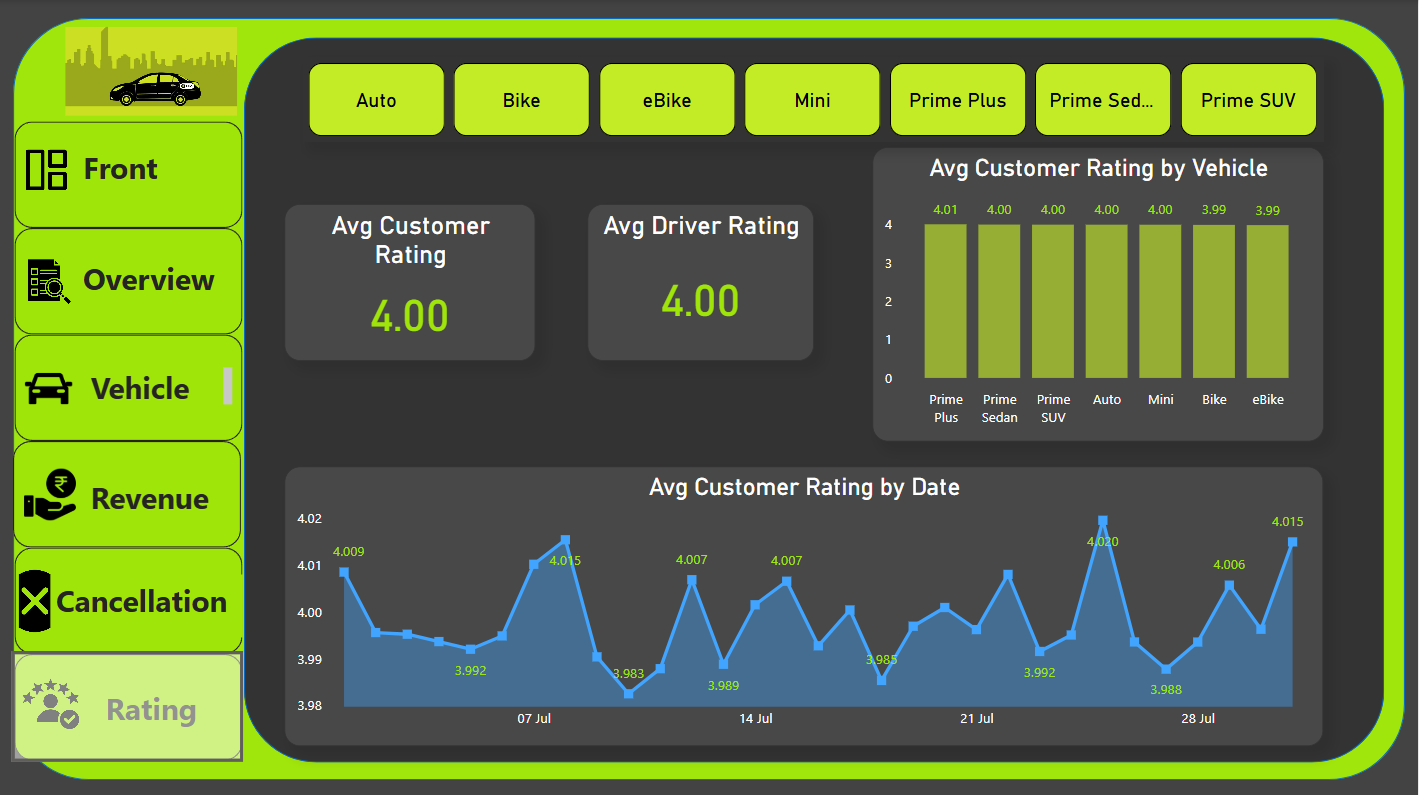 Front
Overview
Vehicle
Revenue
Cancellation
Rating
Auto
Bike
eBike
Mini
Prime Plus
Prime Sed...
Prime SUV
Avg Customer
Rating
4.00
Avg Driver Rating
4.00
Avg Customer Rating by Vehicle
4.01 4.00 4.00 4.00 4.00 3.99 3.99
4
3
2
1
0
Prime Prime Prime Auto Mini Bike eBike
Plus Sedan SUV
Avg Customer Rating by Date
4.02
4.01
4.00
3.99
3.98
4.009
3.992
4.015
3.983
4.007
3.989
4.007
3.985
3.992
4.020
3.988
4.006
4.015
07 Jul 14 Jul 21 Jul 28 Jul